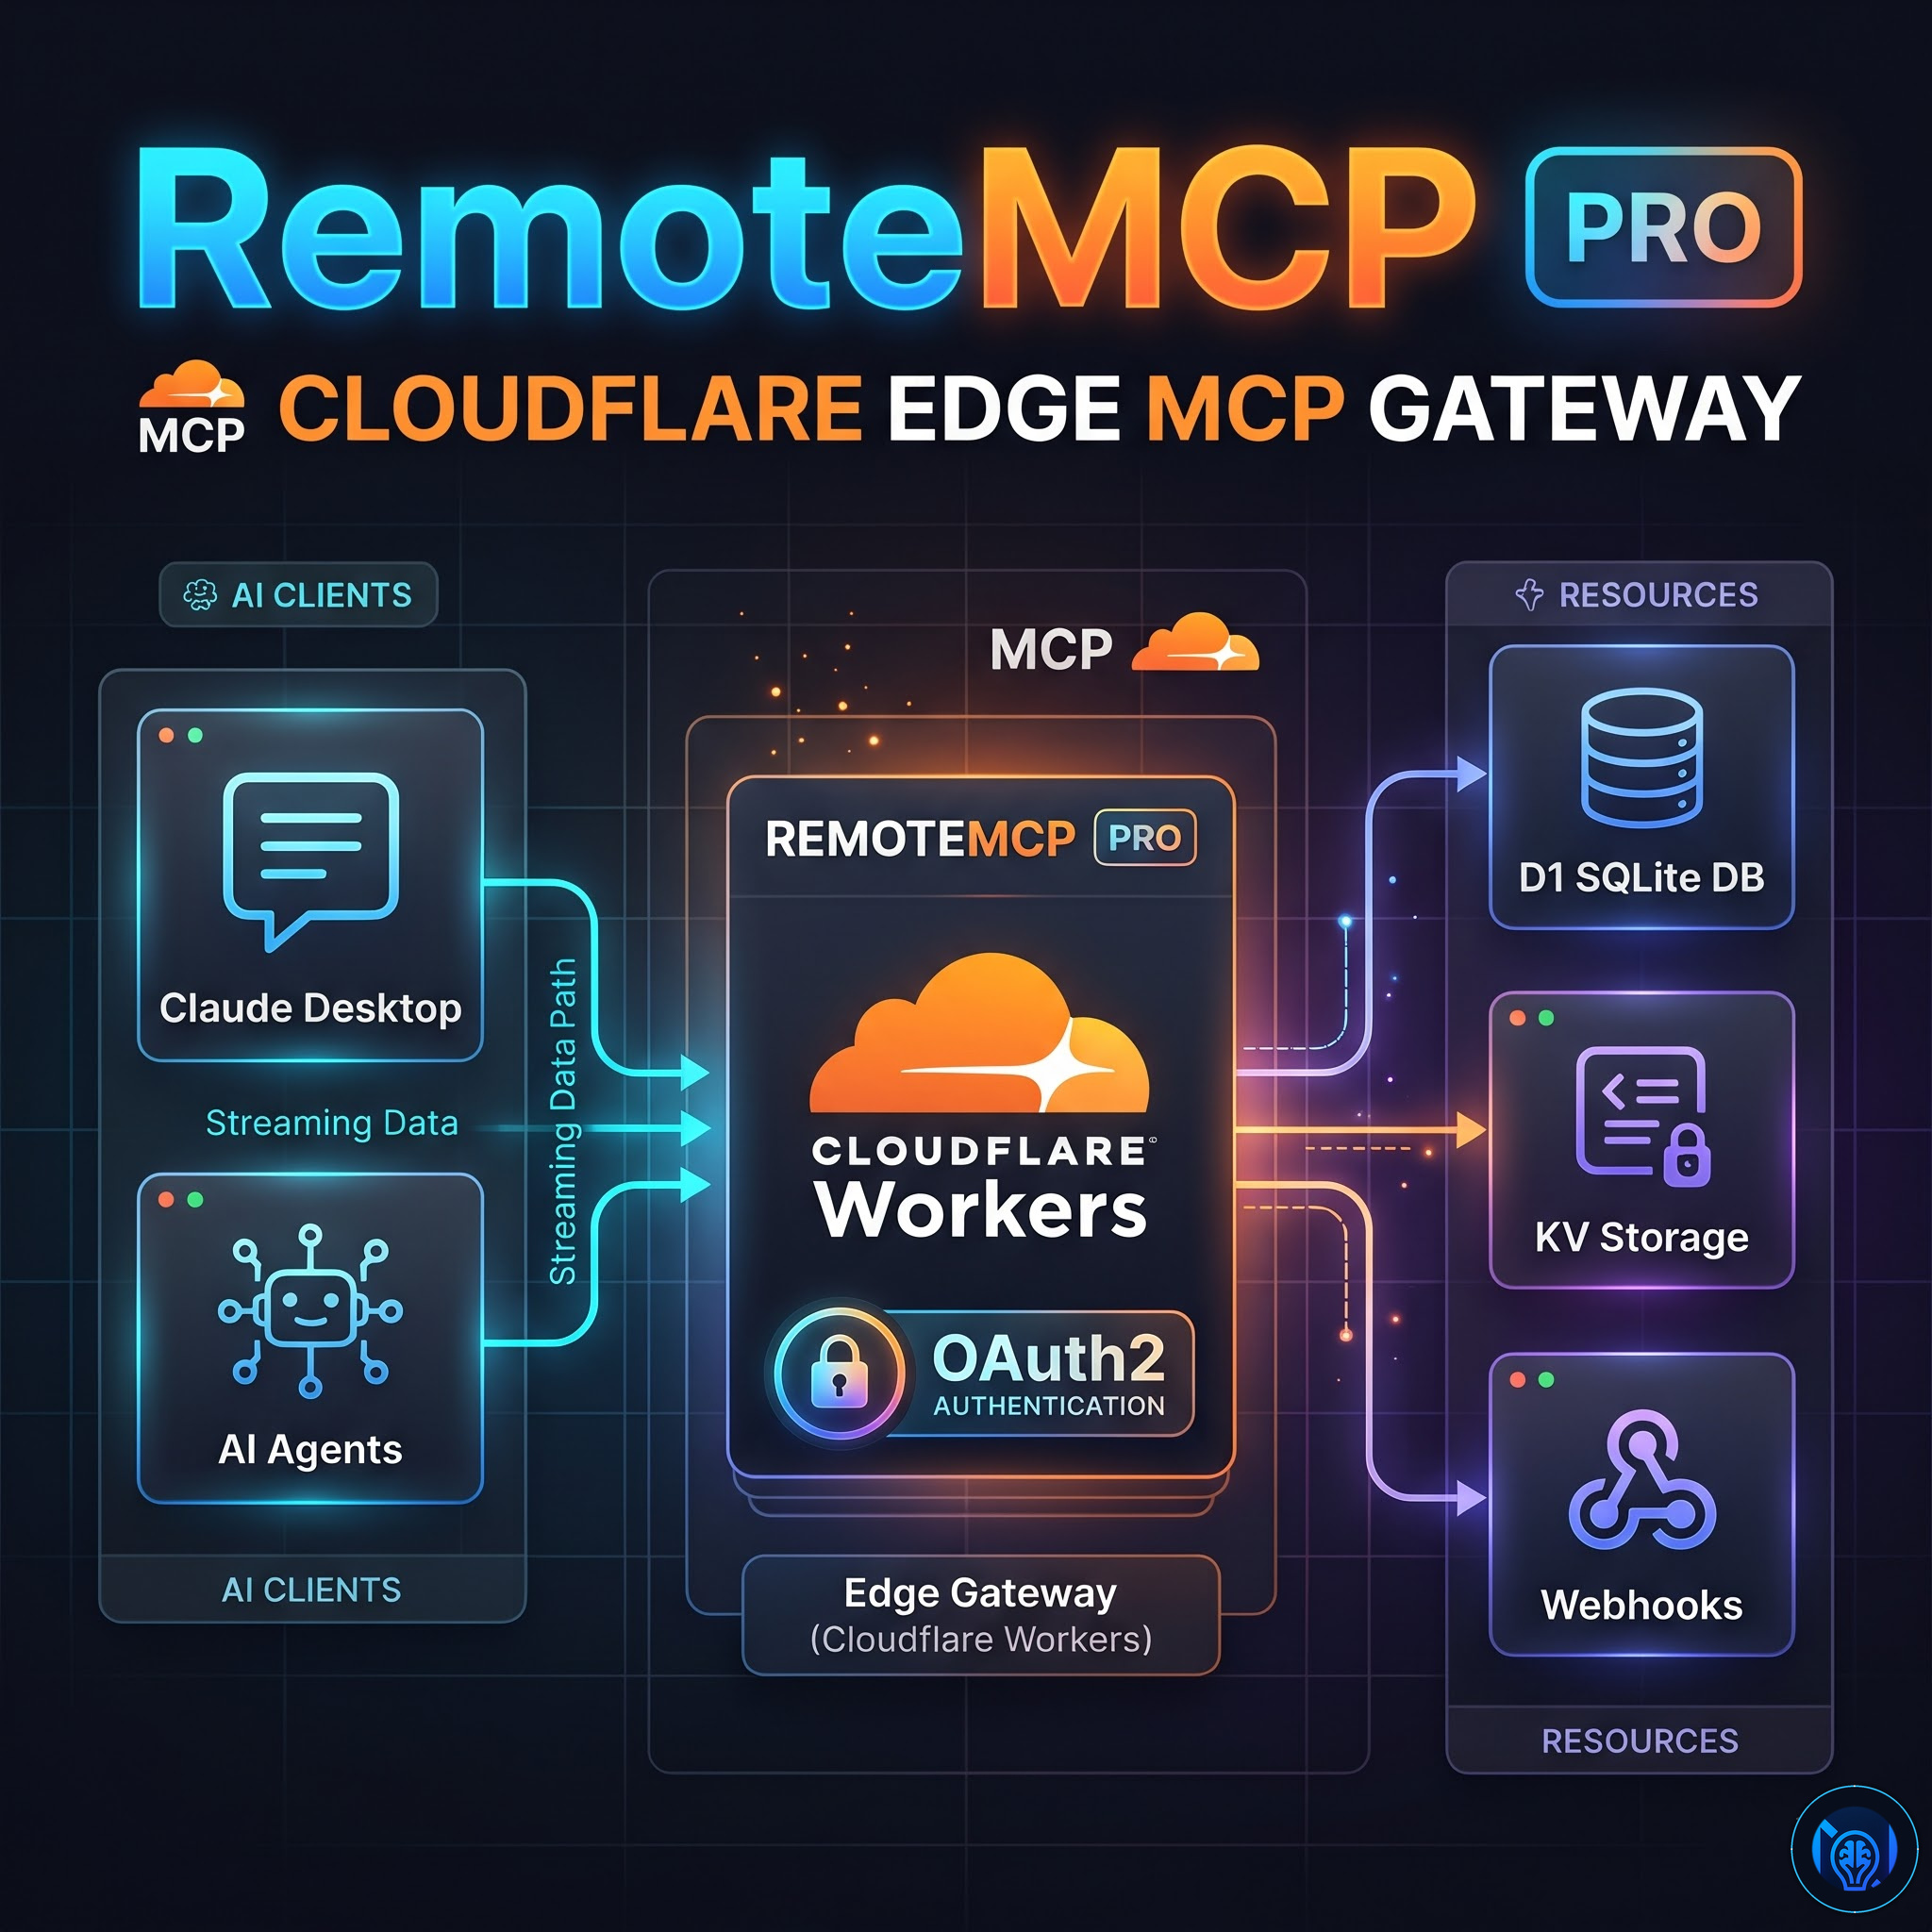 RemoteMCP PRO
MCP
CLOUDFLARE EDGE MCP GATEWAY
AI CLIENTS
Claude Desktop
Streaming Data
AI Agents
AI CLIENTS
Streaming Data Path
MCP
REMOTEMCP PRO
CLOUDFLARE
Workers
OAuth2
AUTHENTICATION
Edge Gateway
(Cloudflare Workers)
RESOURCES
D1 SQLite DB
KV Storage
Webhooks
RESOURCES